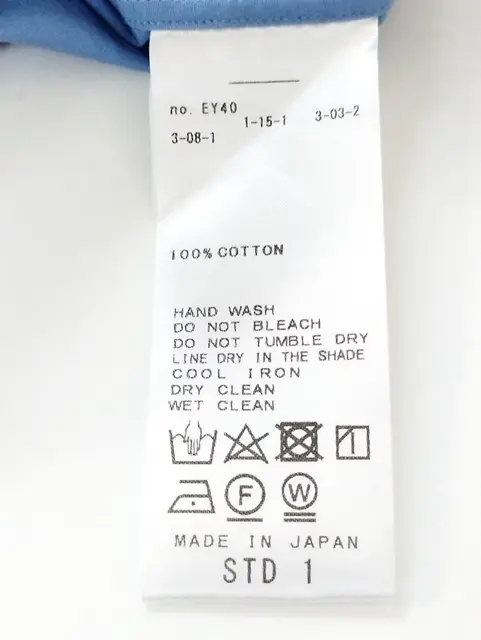 no. EY40
1-15-1
3-03-2
3-08-1
100% COTTON
HAND WASH
DO NOT BLEACH
DO NOT TUMBLE DRY
LINE DRY IN THE SHADE
COOL IRON
DRY CLEAN
WET CLEAN
F W
MADE IN JAPAN
STD 1